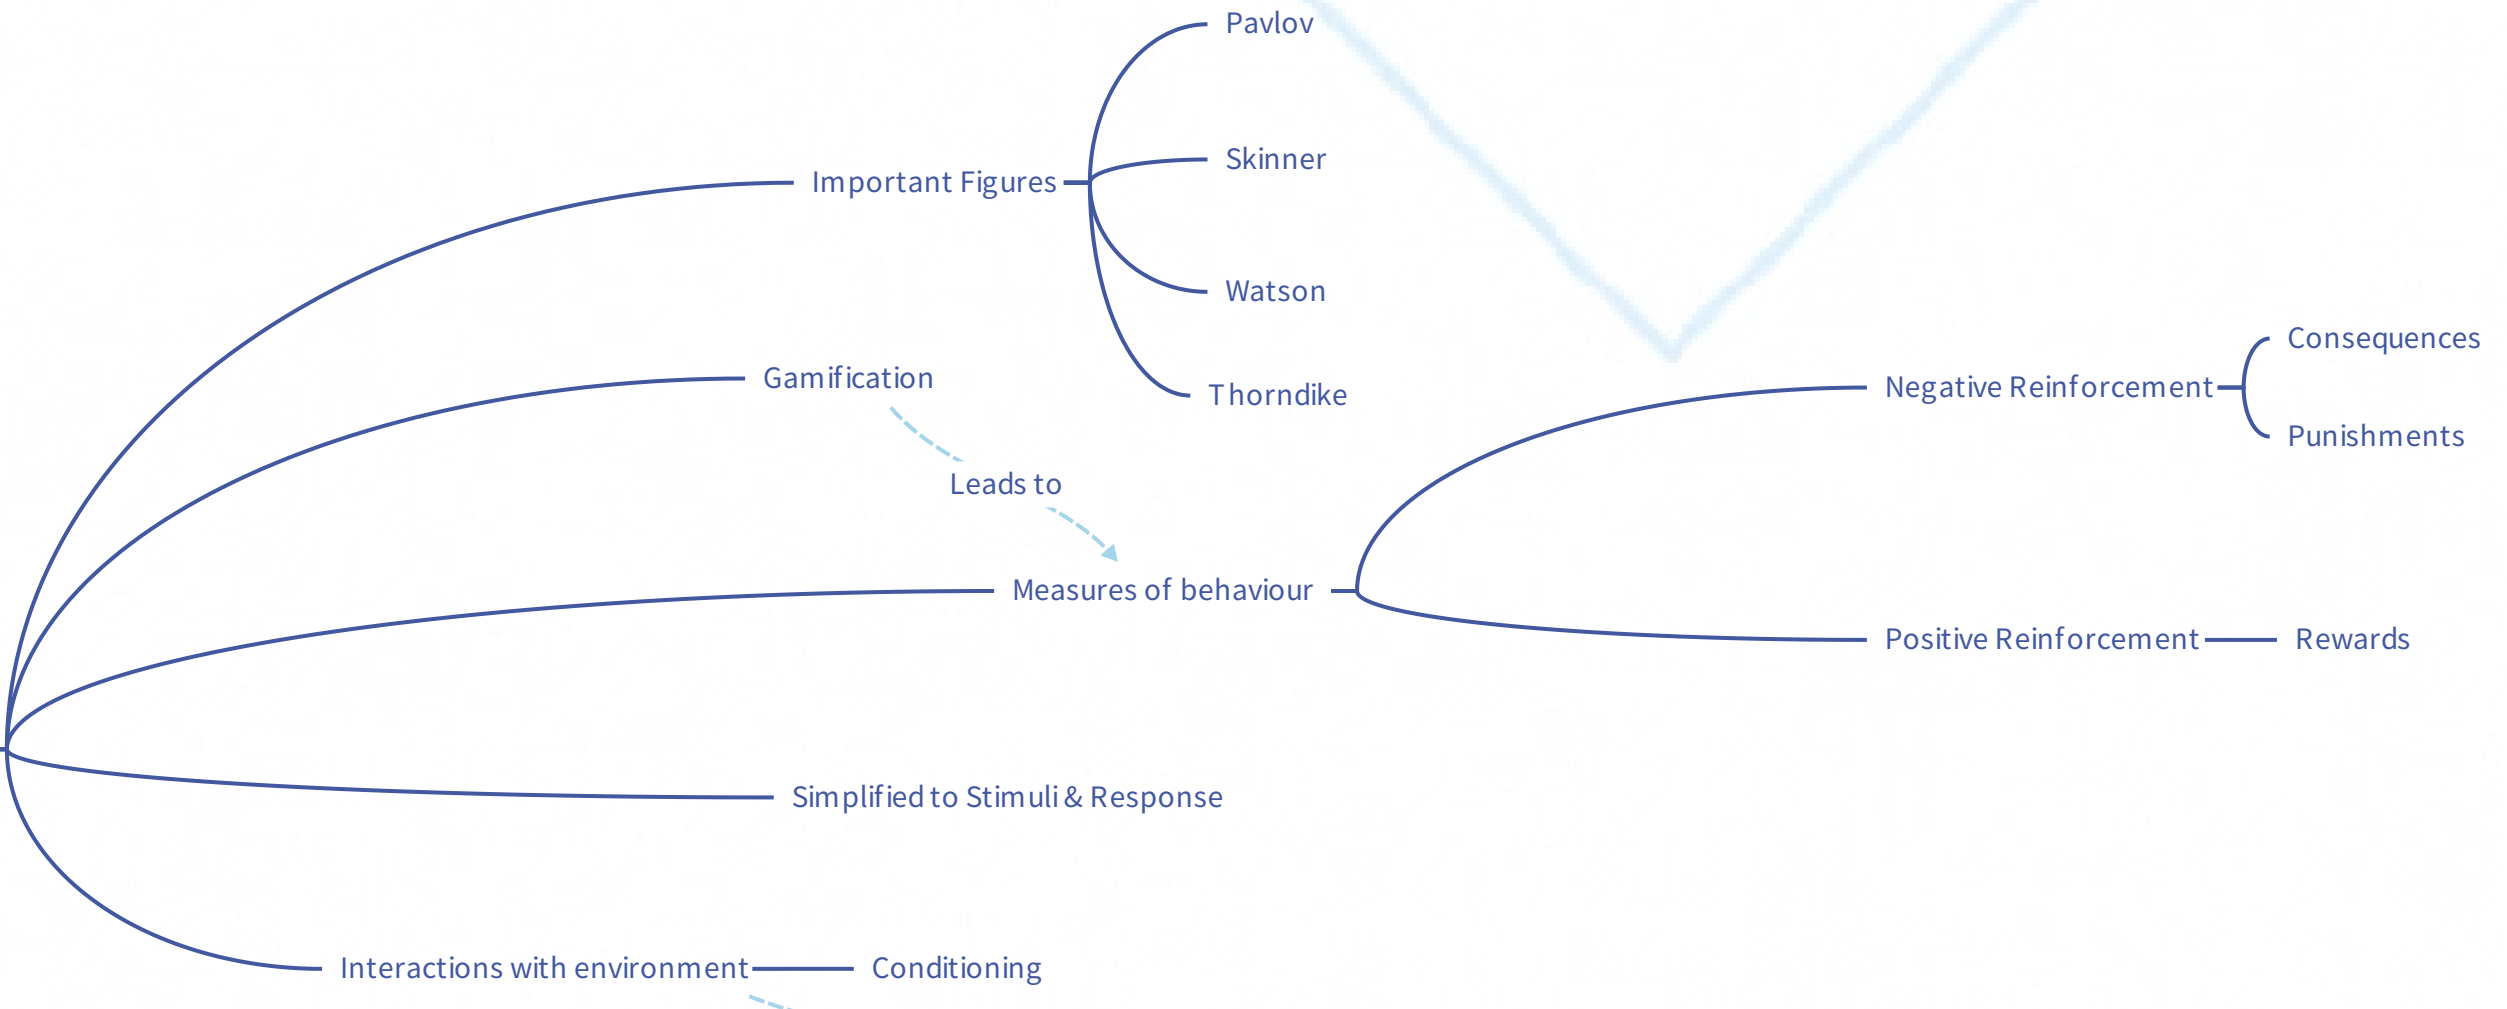 Pavlov
Skinner
Important Figures
Watson
Thorndike
Gamification
Leads to
Measures of behaviour
Negative Reinforcement
Consequences
Punishments
Positive Reinforcement
Rewards
Simplified to Stimuli & Response
Interactions with environment
Conditioning